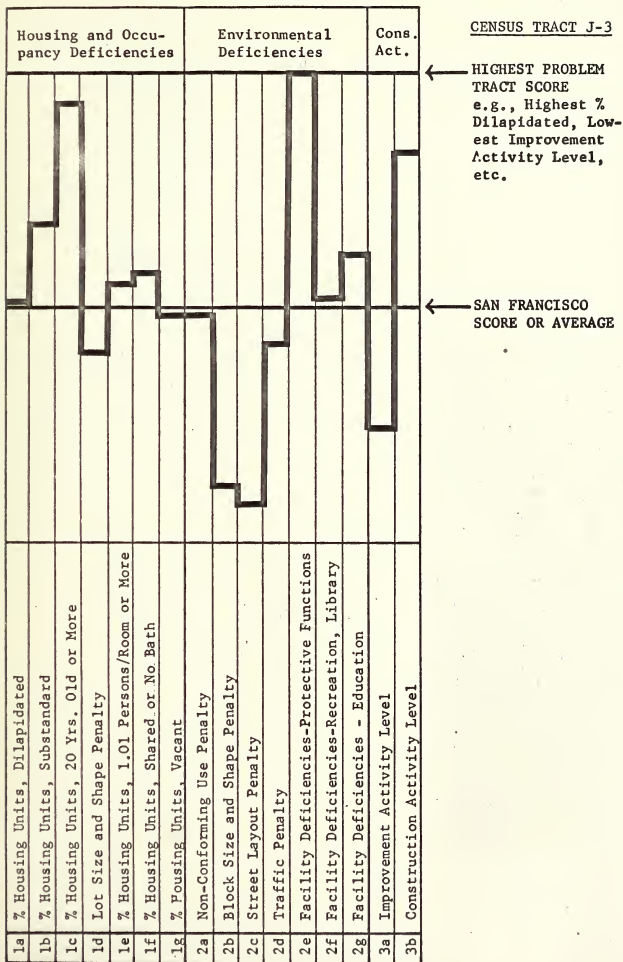 CENSUS TRACT J-3
Housing and Occu-
pancy Deficiencies
Environmental
Deficiencies
Cons.
Act.
HIGHEST PROBLEM
TRACT SCORE
e.g., Highest %
Dilapidated, Low-
est Improvement
Activity Level,
etc.
SAN FRANCISCO
SCORE OR AVERAGE
1a % Housing Units, Dilapidated
1b % Housing Units, Substandard
1c % Housing Units, 20 Yrs. Old or More
1d Lot Size and Shape Penalty
1e % Housing Units, 1.01 Persons/Room or More
1f % Housing Units, Shared or No Bath
1g % Housing Units, Vacant
2a Non-Conforming Use Penalty
2b Block Size and Shape Penalty
2c Street Layout Penalty
2d Traffic Penalty
2e Facility Deficiencies-Protective Functions
2f Facility Deficiencies-Recreation, Library
2g Facility Deficiencies - Education
3a Improvement Activity Level
3b Construction Activity Level